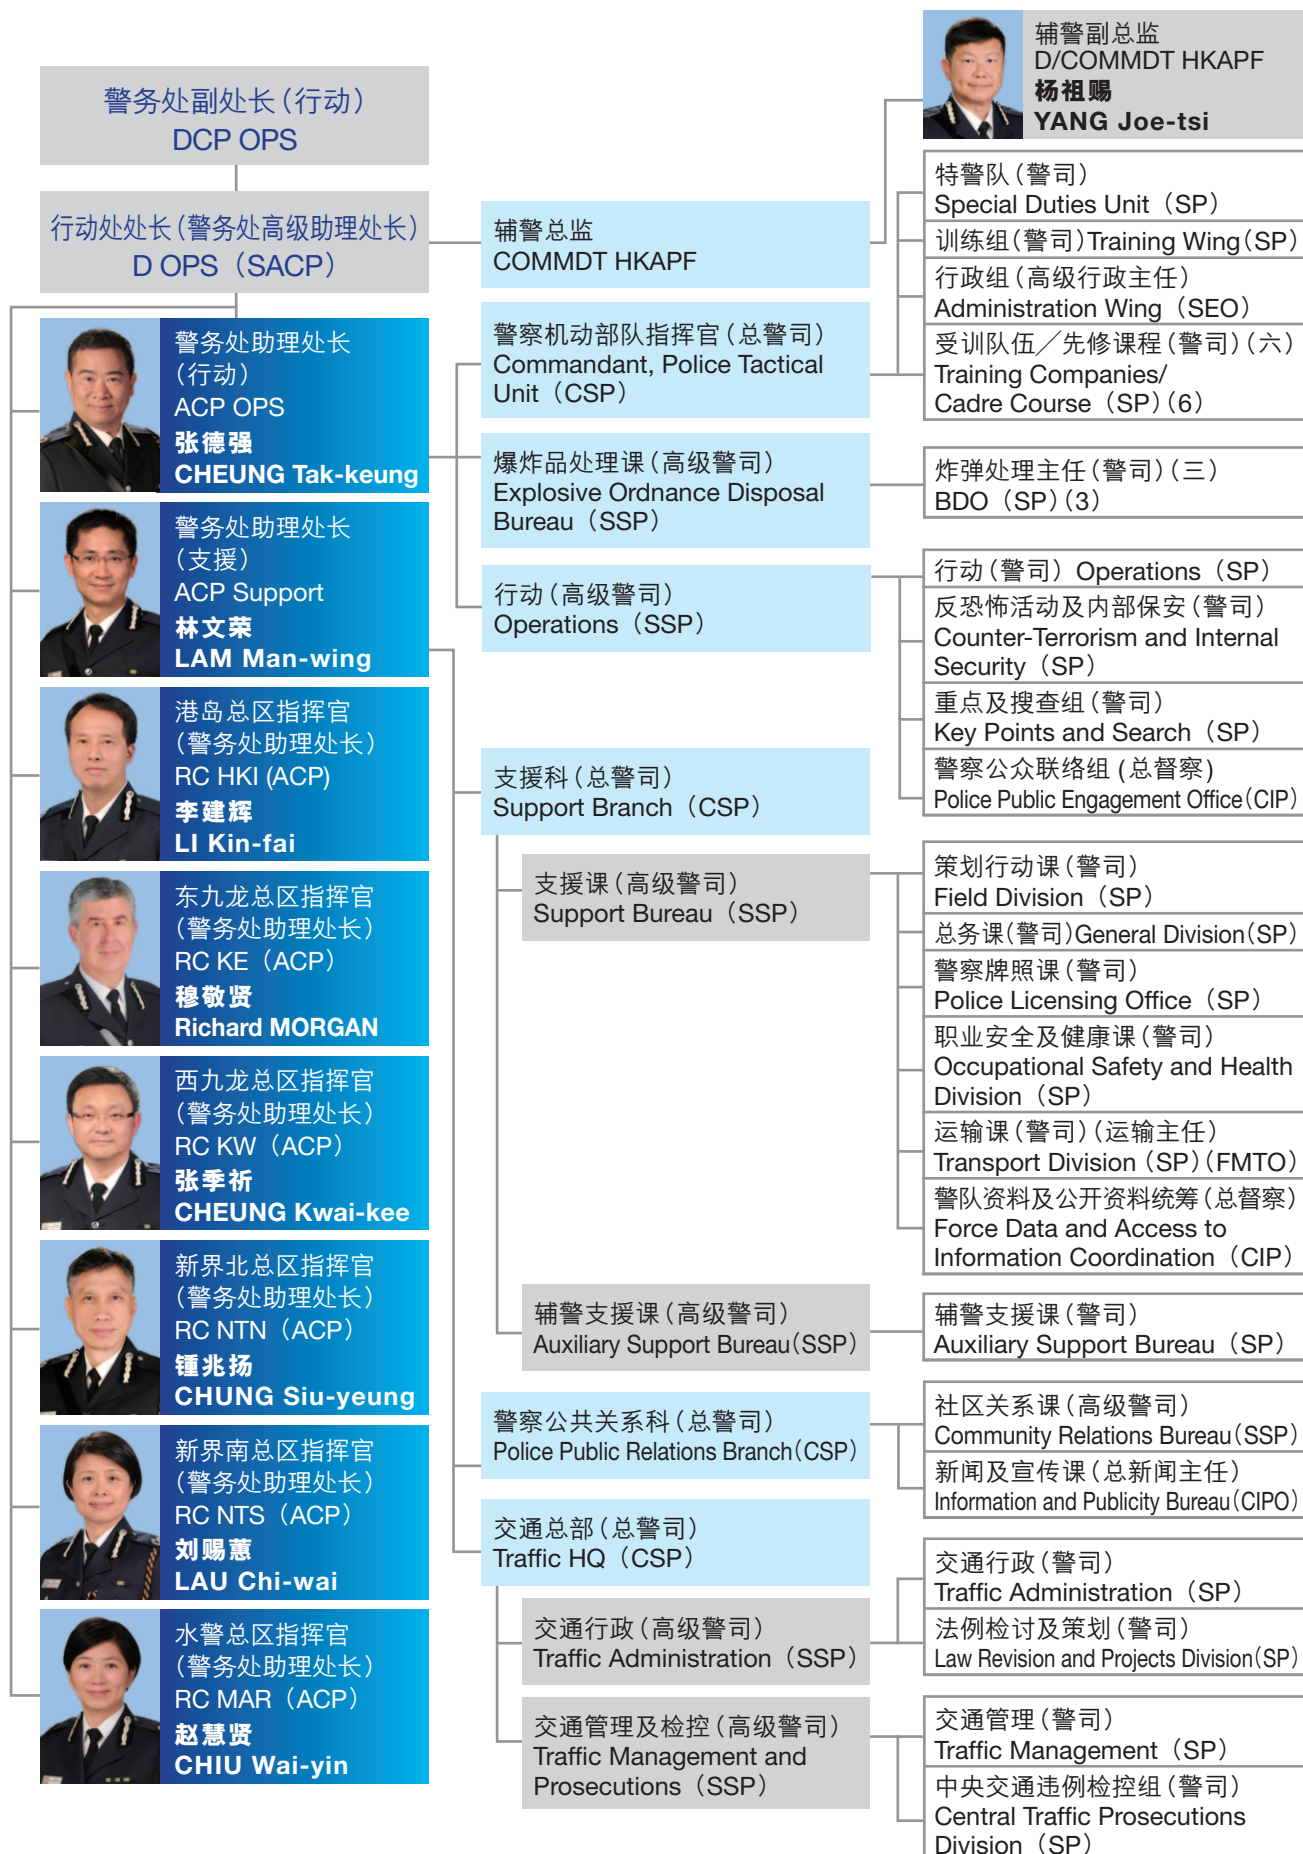 警务处副处长（行动）
DCP OPS
行动处处长（警务处高级助理处长）
D OPS（SACP）
警务处助理处长
（行动）
ACP OPS
张德强
CHEUNG Tak-keung
警务处助理处长
（支援）
ACP Support
林文荣
LAM Man-wing
港岛总区指挥官
（警务处助理处长）
RC HKI (ACP)
李建辉
LI Kin-fai
东九龙总区指挥官
（警务处助理处长）
RC KE（ACP）
穆敬贤
Richard MORGAN
西九龙总区指挥官
（警务处助理处长）
RC KW（ACP）
张季祈
CHEUNG Kwai-kee
新界北总区指挥官
（警务处助理处长）
RC NTN（ACP）
锺兆扬
CHUNG Siu-yeung
新界南总区指挥官
（警务处助理处长）
RC NTS（ACP）
刘赐蕙
LAU Chi-wai
水警总区指挥官
（警务处助理处长）
RC MAR（ACP）
赵慧贤
CHIU Wai-yin
辅警总监
COMMDT HKAPF
警察机动部队指挥官（总警司）
Commandant, Police Tactical
Unit（CSP）
爆炸品处理课（高级警司）
Explosive Ordnance Disposal
Bureau（SSP）
行动（高级警司）
Operations（SSP）
支援科（总警司）
Support Branch（CSP）
支援课（高级警司）
Support Bureau（SSP）
辅警支援课（高级警司）
Auxiliary Support Bureau（SSP）
警察公共关系科（总警司）
Police Public Relations Branch（CSP）
交通总部（总警司）
Traffic HQ（CSP）
交通行政（高级警司）
Traffic Administration（SSP）
交通管理及检控（高级警司）
Traffic Management and
Prosecutions（SSP）
辅警副总监
D/COMMDT HKAPF
杨祖赐
YANG Joe-tsi
特警队（警司）
Special Duties Unit（SP）
训练组（警司）Training Wing（SP）
行政组（高级行政主任）
Administration Wing（SEO）
受训队伍／先修课程（警司）（六）
Training Companies/
Cadre Course（SP）（6）
炸弹处理主任（警司）（三）
BDO（SP）（3）
行动（警司）Operations（SP）
反恐怖活动及内部保安（警司）
Counter-Terrorism and Internal
Security（SP）
重点及搜查组（警司）
Key Points and Search（SP）
警察公众联络组 (总督察)
Police Public Engagement Office（CIP）
策划行动课（警司）
Field Division（SP）
总务课（警司）General Division（SP）
警察牌照课（警司）
Police Licensing Office（SP）
职业安全及健康课（警司）
Occupational Safety and Health
Division（SP）
运输课（警司）（运输主任）
Transport Division（SP）（FMTO）
警队资料及公开资料统筹（总督察）
Force Data and Access to
Information Coordination（CIP）
辅警支援课（警司）
Auxiliary Support Bureau（SP）
社区关系课（高级警司）
Community Relations Bureau（SSP）
新闻及宣传课（总新闻主任）
Information and Publicity Bureau（CIPO）
交通行政（警司）
Traffic Administration（SP）
法例检讨及策划（警司）
Law Revision and Projects Division（SP）
交通管理（警司）
Traffic Management（SP）
中央交通违例检控组（警司）
Central Traffic Prosecutions
Division（SP）